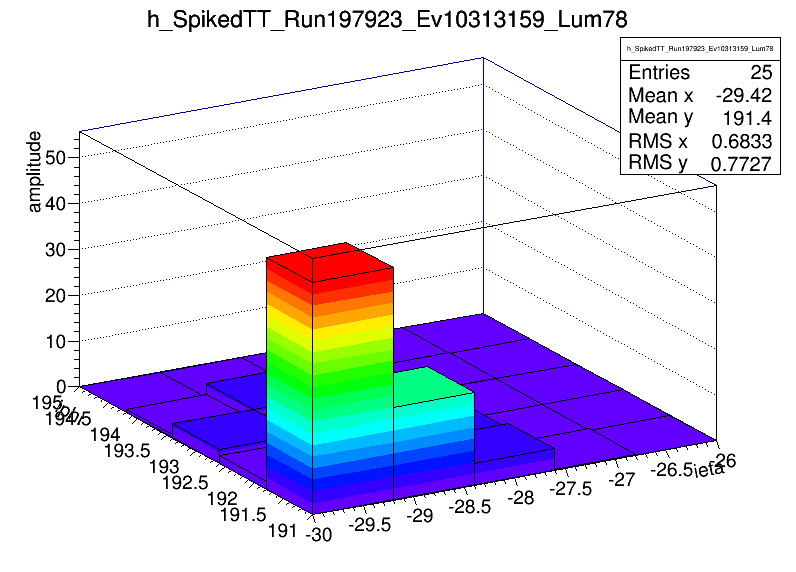 h_SpikedTT_Run197923_Ev10313159_Lum78
h_SpikedTT_Run197923_Ev10313159_Lum78
Entries 25
Mean x -29.42
Mean y 191.4
RMS x 0.6833
RMS y 0.7727
amplitude
50
40
30
20
10
0
195
194.5
194
193.5
193
192.5
192
191.5
191
-30
-29.5
-29
-28.5
-28
-27.5
-27
-26.5
-26
ieta